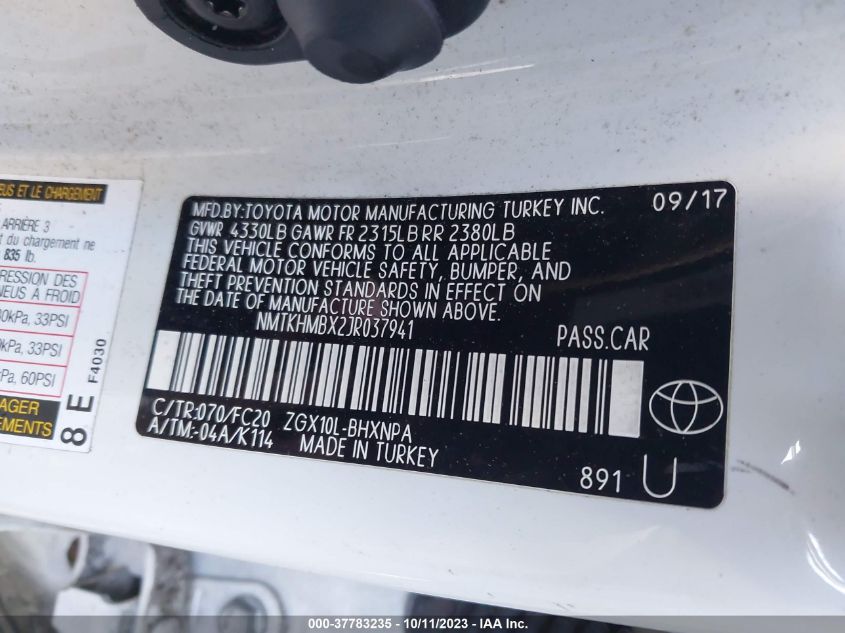 MFD.BY:TOYOTA MOTOR MANUFACTURING TURKEY INC. 09/17
GVWR 4330LB GAWR FR 2315LB RR 2380LB
THIS VEHICLE CONFORMS TO ALL APPLICABLE
FEDERAL MOTOR VEHICLE SAFETY, BUMPER, AND
THEFT PREVENTION STANDARDS IN EFFECT ON
THE DATE OF MANUFACTURE SHOWN ABOVE.
NMTKHMBX2JR037941 PASS.CAR
C/TR:070/FC20 ZGX10L-BHXNPA
A/TM:-04A/K114 MADE IN TURKEY
891 U
EUS ET LE CHARGEMENT
ARRIÈRE 3
du chargement ne
835 lb.
RESSION DES
NEUS A FROID
0kPa, 33PSI
kPa, 33PSI
kPa, 60PSI
AGER
EMENTS
8 E F4030
000-37783235 - 10/11/2023 - IAA Inc.